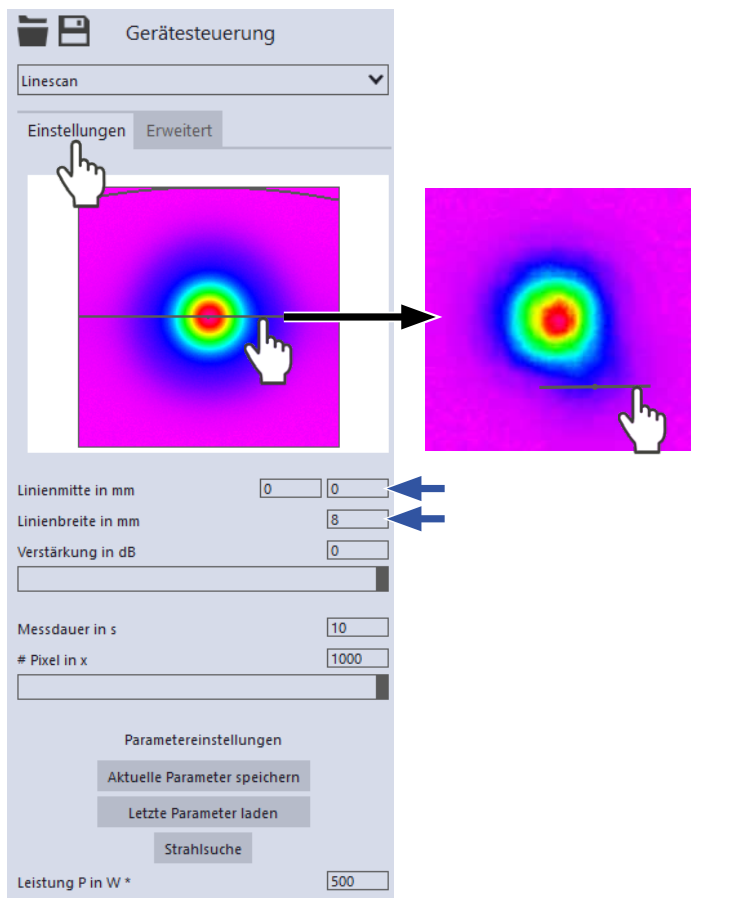 Gerätesteuerung
Linescan
Einstellungen Erweitert
Linienmitte in mm 0 0
Linienbreite in mm 8
Verstärkung in dB 0
Messdauer in s 10
# Pixel in x 1000
Parametereinstellungen
Aktuelle Parameter speichern
Letzte Parameter laden
Strahlsuche
Leistung P in W * 500